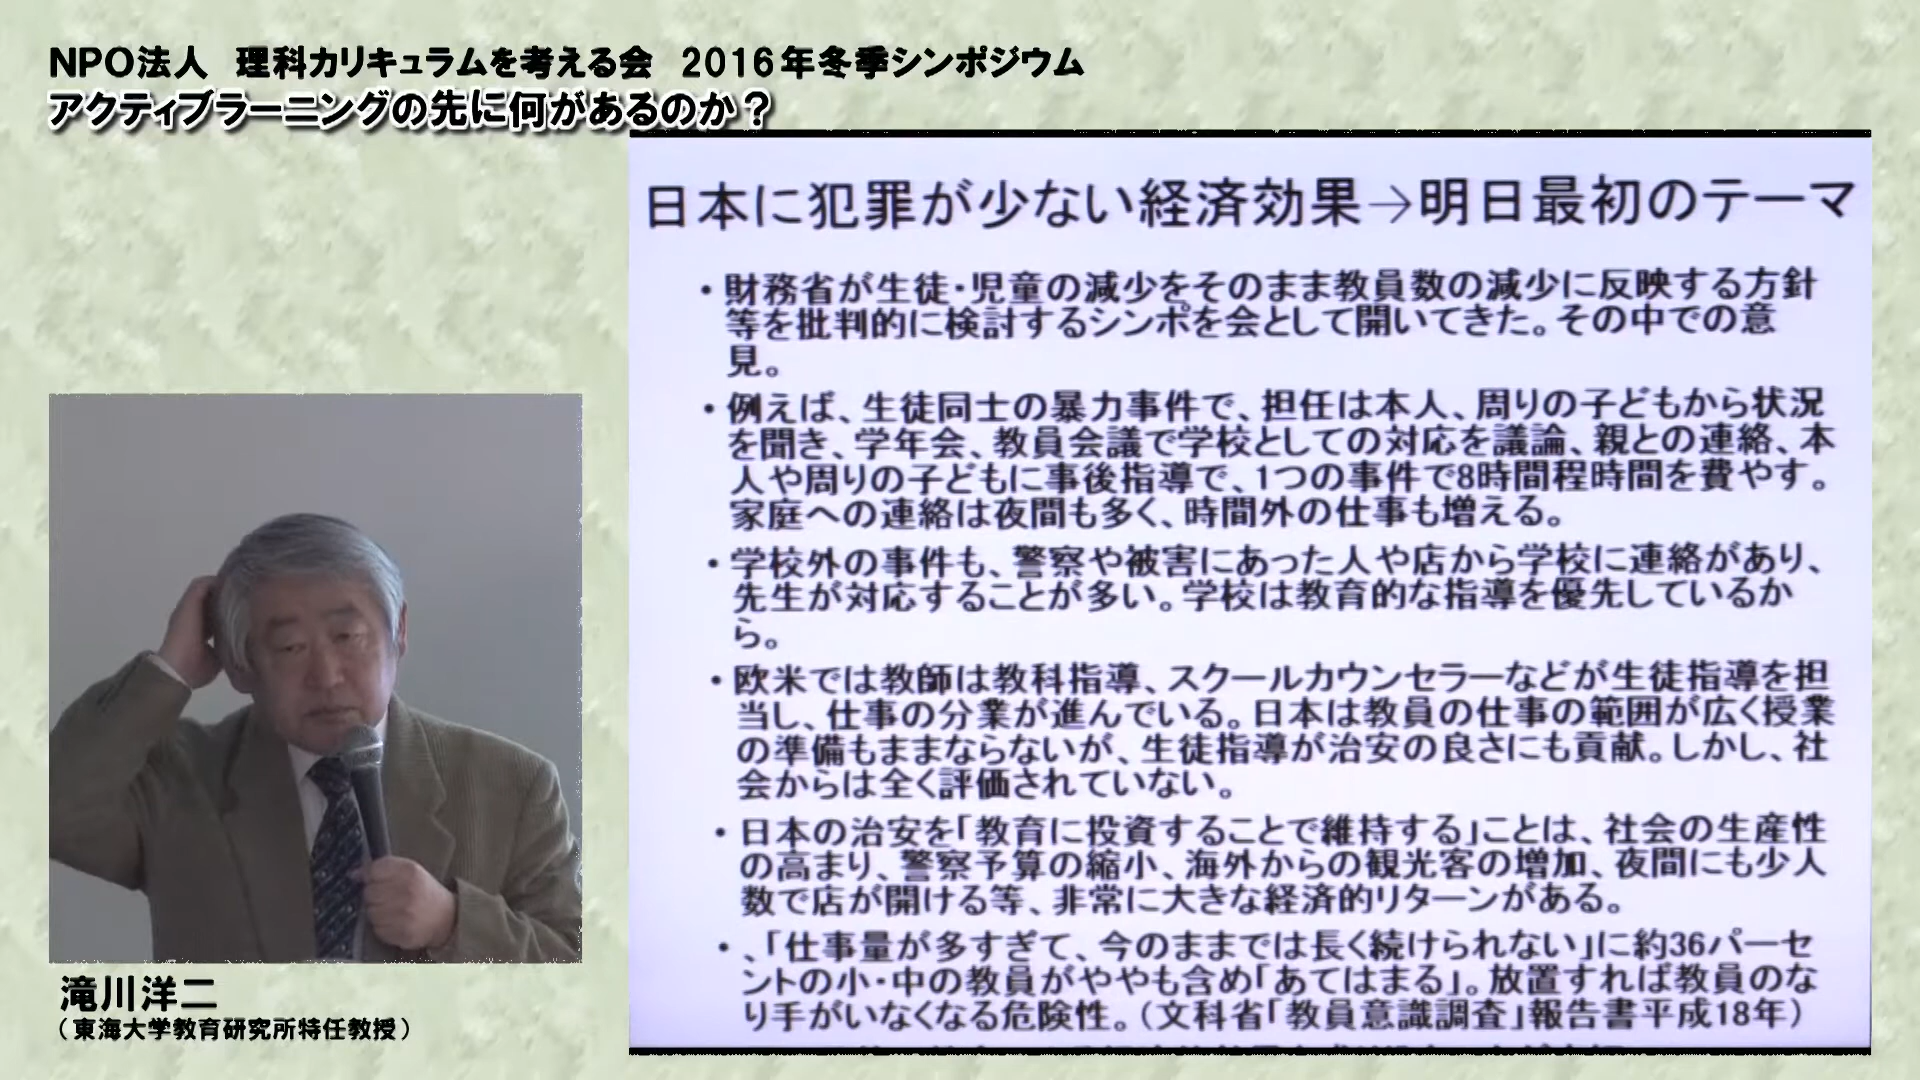 NPO法人　理科カリキュラムを考える会　2016年冬季シンポジウム
アクティブラーニングの先に何があるのか？
日本に犯罪が少ない経済効果→明日最初のテーマ
・財務省が生徒・児童の減少をそのまま教員数の減少に反映する方針
等を批判的に検討するシンポを会として開いてきた。その中での意
見。
・例えば、生徒同士の暴力事件で、担任は本人、周りの子どもから状況
を聞き、学年会、教員会議で学校としての対応を議論、親との連絡、本
人や周りの子どもに事後指導で、1つの事件で8時間程時間を費やす。
家庭への連絡は夜間も多く、時間外の仕事も増える。
・学校外の事件も、警察や被害にあった人や店から学校に連絡があり、
先生が対応することが多い。学校は教育的な指導を優先しているか
ら。
・欧米では教師は教科指導、スクールカウンセラーなどが生徒指導を担
当し、仕事の分業が進んでいる。日本は教員の仕事の範囲が広く授業
の準備もままならないが、生徒指導が治安の良さにも貢献。しかし、社
会からは全く評価されていない。
・日本の治安を「教育に投資することで維持する」ことは、社会の生産性
の高まり、警察予算の縮小、海外からの観光客の増加、夜間にも少人
数で店が開ける等、非常に大きな経済的リターンがある。
・、「仕事量が多すぎて、今のままでは長く続けられない」に約36パーセ
ントの小・中の教員がややも含め「あてはまる」。放置すれば教員のな
り手がいなくなる危険性。（文科省「教員意識調査」報告書平成18年）
滝川洋二
（東海大学教育研究所特任教授）